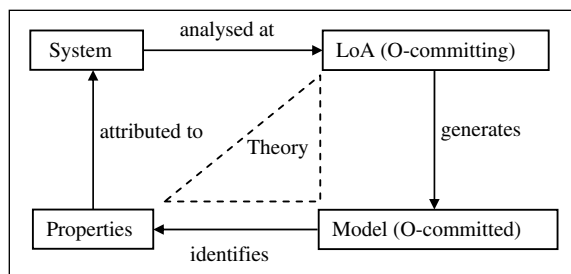 analysed at
System
LoA (O-committing)
attributed to
Theory
generates
Properties
Model (O-committed)
identifies